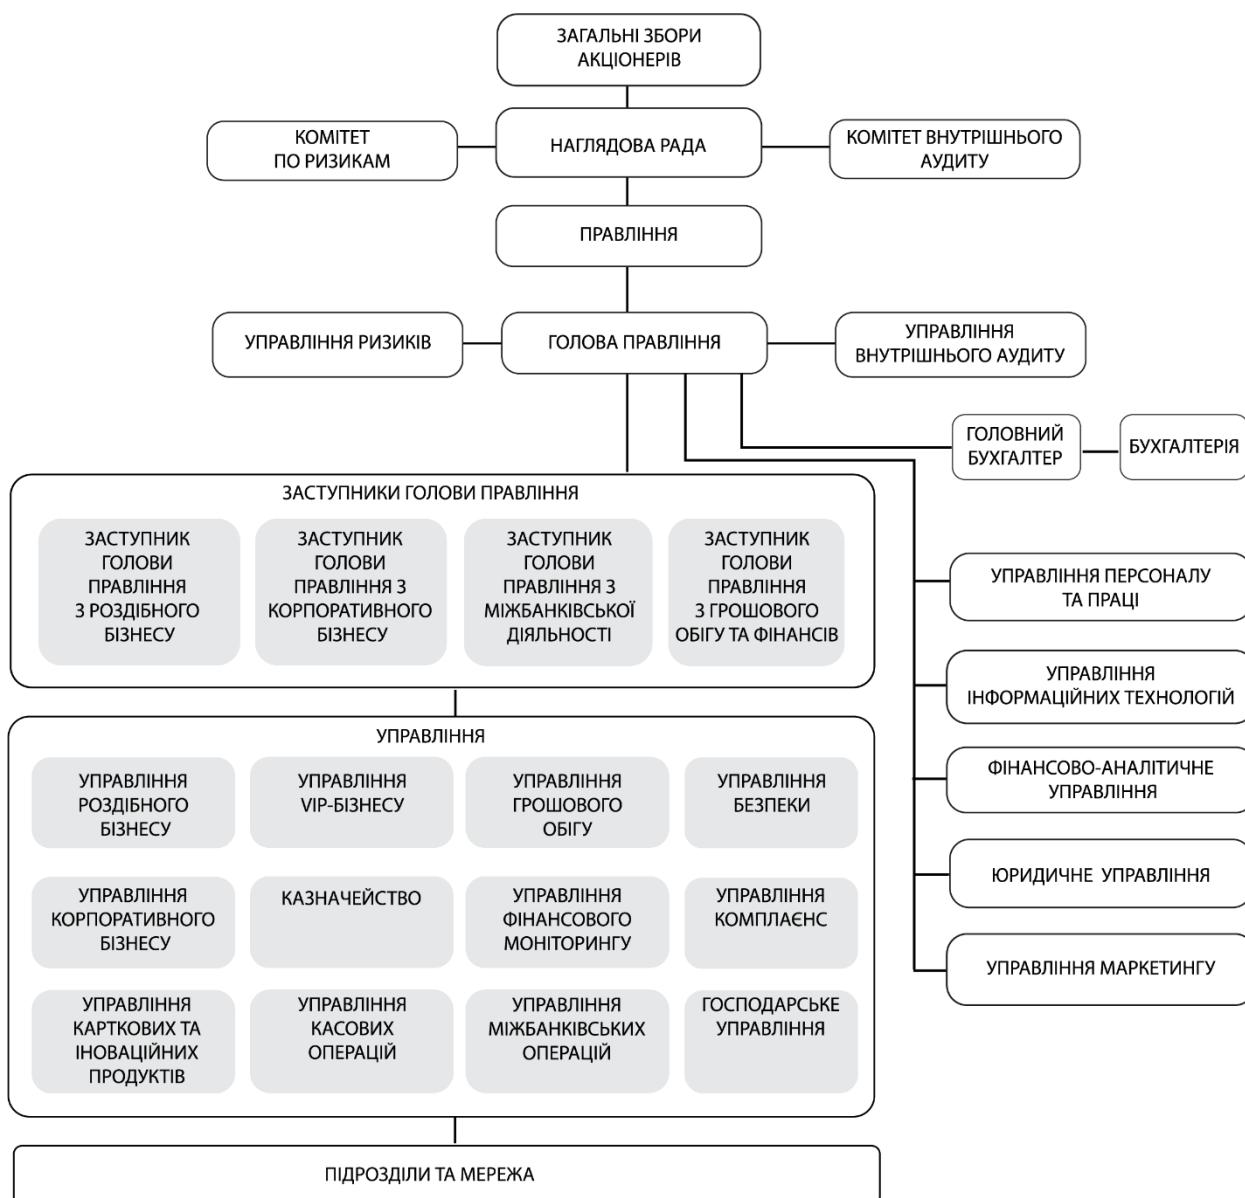 ЗАГАЛЬНІ ЗБОРИ
АКЦІОНЕРІВ
КОМІТЕТ
ПО РИЗИКАМ
НАГЛЯДОВА РАДА
КОМІТЕТ ВНУТРІШНЬОГО
АУДИТУ
ПРАВЛІННЯ
УПРАВЛІННЯ РИЗИКІВ
ГОЛОВА ПРАВЛІННЯ
УПРАВЛІННЯ
ВНУТРІШНЬОГО АУДИТУ
ГОЛОВНИЙ
БУХГАЛТЕР
БУХГАЛТЕРІЯ
ЗАСТУПНИКИ ГОЛОВИ ПРАВЛІННЯ
ЗАСТУПНИК
ГОЛОВИ
ПРАВЛІННЯ
З РОЗДІБНОГО
БІЗНЕСУ
ЗАСТУПНИК
ГОЛОВИ
ПРАВЛІННЯ З
КОРПОРАТИВНОГО
БІЗНЕСУ
ЗАСТУПНИК
ГОЛОВИ
ПРАВЛІННЯ З
МІЖБАНКІВСЬКОЇ
ДІЯЛЬНОСТІ
ЗАСТУПНИК
ГОЛОВИ
ПРАВЛІННЯ
З ГРОШОВОГО
ОБІГУ ТА ФІНАНСІВ
УПРАВЛІННЯ ПЕРСОНАЛУ
ТА ПРАЦІ
УПРАВЛІННЯ
ІНФОРМАЦІЙНИХ ТЕХНОЛОГІЙ
ФІНАНСОВО-АНАЛІТИЧНЕ
УПРАВЛІННЯ
ЮРИДИЧНЕ УПРАВЛІННЯ
УПРАВЛІННЯ МАРКЕТИНГУ
УПРАВЛІННЯ
УПРАВЛІННЯ
РОЗДІБНОГО
БІЗНЕСУ
УПРАВЛІННЯ
VIP-БІЗНЕСУ
УПРАВЛІННЯ
ГРОШОВОГО
ОБІГУ
УПРАВЛІННЯ
БЕЗПЕКИ
УПРАВЛІННЯ
КОРПОРАТИВНОГО
БІЗНЕСУ
КАЗНАЧЕЙСТВО
УПРАВЛІННЯ
ФІНАНСОВОГО
МОНІТОРИНГУ
УПРАВЛІННЯ
КОМПЛАЄНС
УПРАВЛІННЯ
КАРТКОВИХ ТА
ІНОВАЦІЙНИХ
ПРОДУКТІВ
УПРАВЛІННЯ
КАСОВИХ
ОПЕРАЦІЙ
УПРАВЛІННЯ
МІЖБАНКІВСЬКИХ
ОПЕРАЦІЙ
ГОСПОДАРСЬКЕ
УПРАВЛІННЯ
ПІДРОЗДІЛИ ТА МЕРЕЖА